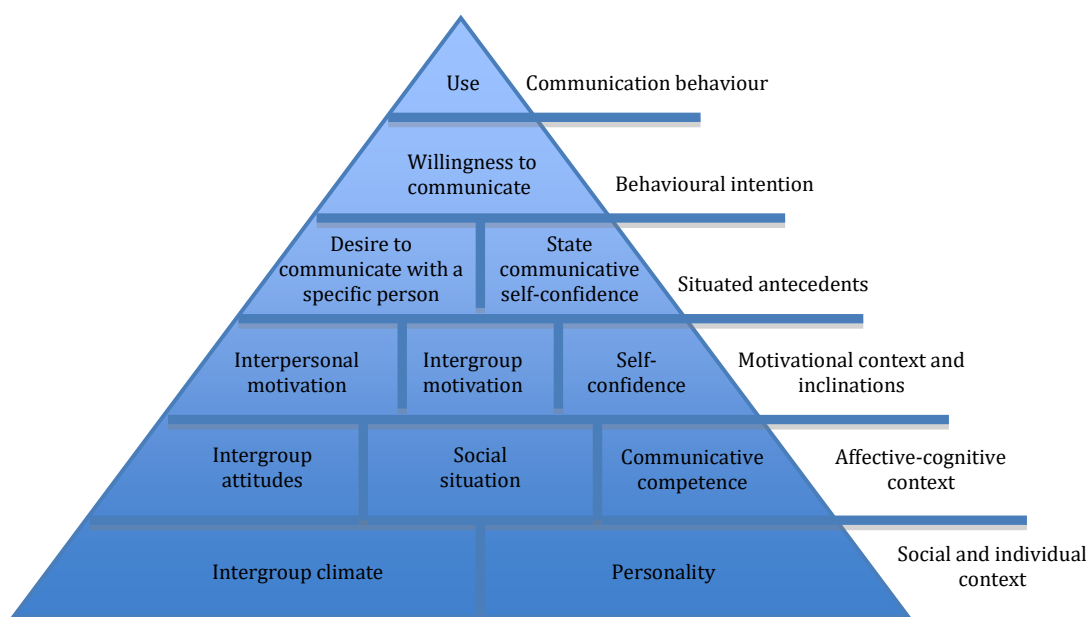 Use
Communication behaviour
Willingness to
communicate
Behavioural intention
Desire to
communicate with a
specific person
State
communicative
self-confidence
Situated antecedents
Interpersonal
motivation
Intergroup
motivation
Self-
confidence
Motivational context and
inclinations
Intergroup
attitudes
Social
situation
Communicative
competence
Affective-cognitive
context
Intergroup climate
Personality
Social and individual
context